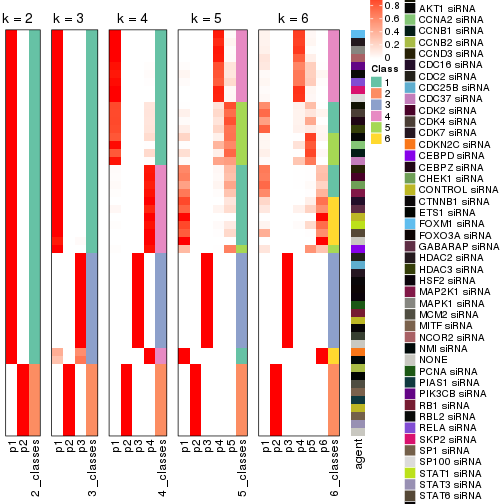 k = 2
k = 3
k = 4
k = 5
k = 6
p1
p2
2_classes
p1
p2
p3
3_classes
p1
p2
p3
p4
4_classes
p1
p2
p3
p4
p5
5_classes
p1
p2
p3
p4
p5
p6
6_classes
agent
0.8
0.6
0.4
0.2
0
Class
1
2
3
4
5
6
AKT1 siRNA
CCNA2 siRNA
CCNB1 siRNA
CCNB2 siRNA
CCND3 siRNA
CDC16 siRNA
CDC2 siRNA
CDC25B siRNA
CDC37 siRNA
CDK2 siRNA
CDK4 siRNA
CDK7 siRNA
CDKN2C siRNA
CEBPD siRNA
CEBPZ siRNA
CHEK1 siRNA
CONTROL siRNA
CTNNB1 siRNA
ETS1 siRNA
FOXM1 siRNA
FOXO3A siRNA
GABARAP siRNA
HDAC2 siRNA
HDAC3 siRNA
HSF2 siRNA
MAP2K1 siRNA
MAPK1 siRNA
MCM2 siRNA
MITF siRNA
NCOR2 siRNA
NMI siRNA
NONE
PCNA siRNA
PIAS1 siRNA
PIK3CB siRNA
RB1 siRNA
RBL2 siRNA
RELA siRNA
SKP2 siRNA
SP1 siRNA
SP100 siRNA
STAT1 siRNA
STAT3 siRNA
STAT6 siRNA